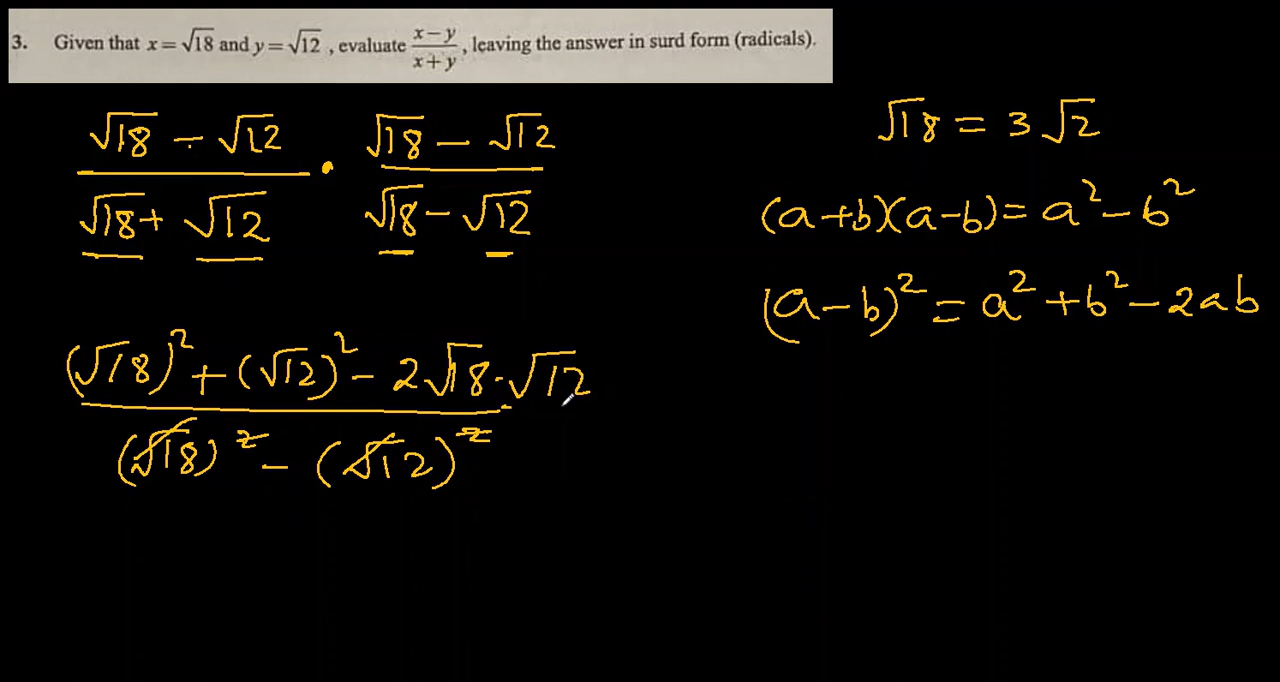 3. Given that x = √18 and y = √12 , evaluate (x − y)/(x + y) , leaving the answer in surd form (radicals).
(√18 − √12)/(√18 + √12) · (√18 − √12)/(√18 − √12)
√18 = 3√2
(a+b)(a-b) = a² - b²
(a-b)² = a² + b² - 2ab
((√18)² + (√12)² - 2√18·√12)/((√18)² - (√12)²)